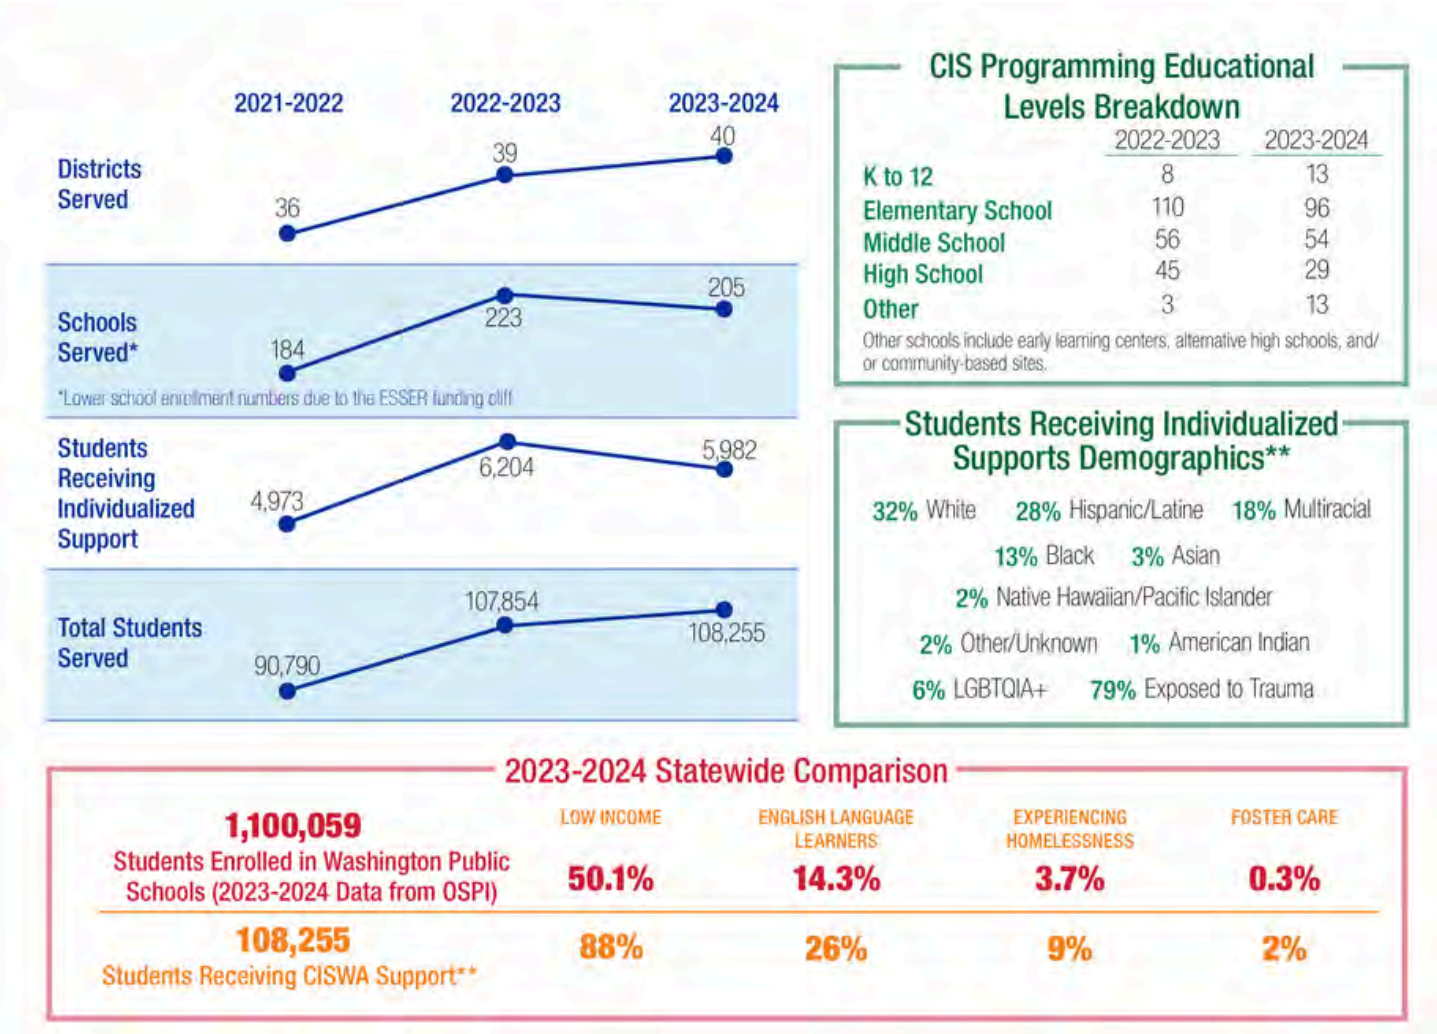 2021-2022 2022-2023 2023-2024
Districts
Served
36
39
40
Schools
Served*
184
223
205
*Lower school enrollment numbers due to the ESSER funding cliff
Students
Receiving
Individualized
Support
4,973
6,204
5,982
Total Students
Served
90,790
107,854
108,255
CIS Programming Educational
Levels Breakdown
2022-2023 2023-2024
K to 12 8 13
Elementary School 110 96
Middle School 56 54
High School 45 29
Other 3 13
Other schools include early learning centers, alternative high schools, and/
or community-based sites.
Students Receiving Individualized
Supports Demographics**
32% White 28% Hispanic/Latine 18% Multiracial
13% Black 3% Asian
2% Native Hawaiian/Pacific Islander
2% Other/Unknown 1% American Indian
6% LGBTQIA+ 79% Exposed to Trauma
2023-2024 Statewide Comparison
1,100,059
Students Enrolled in Washington Public
Schools (2023-2024 Data from OSPI)
LOW INCOME
50.1%
ENGLISH LANGUAGE
LEARNERS
14.3%
EXPERIENCING
HOMELESSNESS
3.7%
FOSTER CARE
0.3%
108,255
Students Receiving CISWA Support**
88% 26% 9% 2%